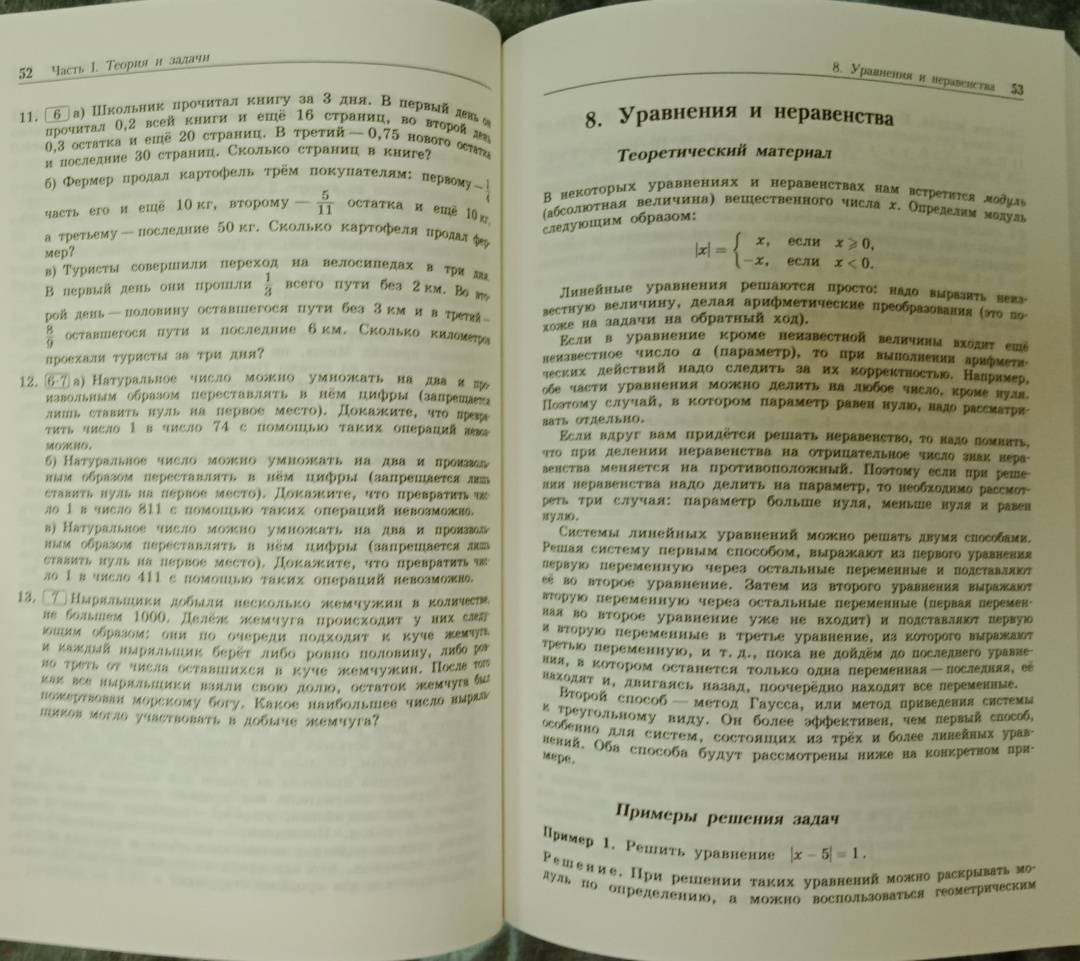 52 Часть I. Теория и задачи
11. 6 а) Школьник прочитал книгу за 3 дня. В первый день он
прочитал 0,2 всей книги и ещё 16 страниц, во второй день
0,3 остатка и ещё 20 страниц. В третий — 0,75 нового остатка
и последние 30 страниц. Сколько страниц в книге?
б) Фермер продал картофель трём покупателям: первому —
часть его и ещё 10 кг, второму — 5/11 остатка и ещё 10 кг,
а третьему — последние 50 кг. Сколько картофеля продал фер-
мер?
в) Туристы совершили переход на велосипедах в три дня.
В первый день они прошли 1/3 всего пути без 2 км. Во вто-
рой день — половину оставшегося пути без 3 км и в третий —
8/9 оставшегося пути и последние 6 км. Сколько километров
проехали туристы за три дня?
12. 6-7 а) Натуральное число можно умножать на два и про-
извольным образом переставлять в нём цифры (запрещается
лишь ставить нуль на первое место). Докажите, что превра-
тить число 1 в число 74 с помощью таких операций невоз-
можно.
б) Натуральное число можно умножать на два и произволь-
ным образом переставлять в нём цифры (запрещается лишь
ставить нуль на первое место). Докажите, что превратить чис-
ло 1 в число 811 с помощью таких операций невозможно.
в) Натуральное число можно умножать на два и произволь-
ным образом переставлять в нём цифры (запрещается лишь
ставить нуль на первое место). Докажите, что превратить чис-
ло 1 в число 411 с помощью таких операций невозможно.
13. 7 Ныряльщики добыли несколько жемчужин в количестве,
не большем 1000. Делёж жемчуга происходит у них следу-
ющим образом: они по очереди подходят к куче жемчуга,
и каждый ныряльщик берёт либо ровно половину, либо ров-
но треть от числа оставшихся в куче жемчужин. После того
как все ныряльщики взяли свою долю, остаток жемчуга был
пожертвован морскому богу. Какое наибольшее число ныряль-
щиков могло участвовать в добыче жемчуга?
8. Уравнения и неравенства 53
8. Уравнения и неравенства
Теоретический материал
В некоторых уравнениях и неравенствах нам встретится модуль
(абсолютная величина) вещественного числа x. Определим модуль
следующим образом:
|x| = { x, если x ⩾ 0,
−x, если x < 0.
Линейные уравнения решаются просто: надо выразить неиз-
вестную величину, делая арифметические преобразования (это по-
хоже на задачи на обратный ход).
Если в уравнение кроме неизвестной величины входит ещё
неизвестное число a (параметр), то при выполнении арифмети-
ческих действий надо следить за их корректностью. Например,
обе части уравнения можно делить на любое число, кроме нуля.
Поэтому случай, в котором параметр равен нулю, надо рассматри-
вать отдельно.
Если вдруг вам придётся решать неравенство, то надо помнить,
что при делении неравенства на отрицательное число знак нера-
венства меняется на противоположный. Поэтому если при реше-
нии неравенства надо делить на параметр, то необходимо рассмот-
реть три случая: параметр больше нуля, меньше нуля и равен
нулю.
Системы линейных уравнений можно решать двумя способами.
Решая систему первым способом, выражают из первого уравнения
первую переменную через остальные переменные и подставляют
её во второе уравнение. Затем из второго уравнения выражают
вторую переменную через остальные переменные (первая перемен-
ная во второе уравнение уже не входит) и подставляют первую
и вторую переменные в третье уравнение, из которого выражают
третью переменную, и т. д., пока не дойдём до последнего уравне-
ния, в котором останется только одна переменная — последняя, её
находят и, двигаясь назад, поочерёдно находят все переменные.
Второй способ — метод Гаусса, или метод приведения системы
к треугольному виду. Он более эффективен, чем первый способ,
особенно для систем, состоящих из трёх и более линейных урав-
нений. Оба способа будут рассмотрены ниже на конкретном при-
мере.
Примеры решения задач
Пример 1. Решить уравнение |x − 5| = 1.
Решение. При решении таких уравнений можно раскрывать мо-
дуль по определению, а можно воспользоваться геометрическим